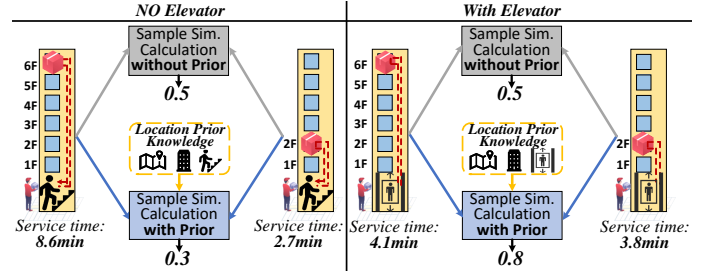 NO Elevator
Sample Sim.
Calculation
without Prior
0.5
6F
5F
4F
3F
2F
1F
Location Prior
Knowledge
2F
1F
Sample Sim.
Calculation
with Prior
0.3
Service time:
8.6min
Service time:
2.7min
With Elevator
Sample Sim.
Calculation
without Prior
0.5
6F
5F
4F
3F
2F
1F
Location Prior
Knowledge
2F
1F
Sample Sim.
Calculation
with Prior
0.8
Service time:
4.1min
Service time:
3.8min